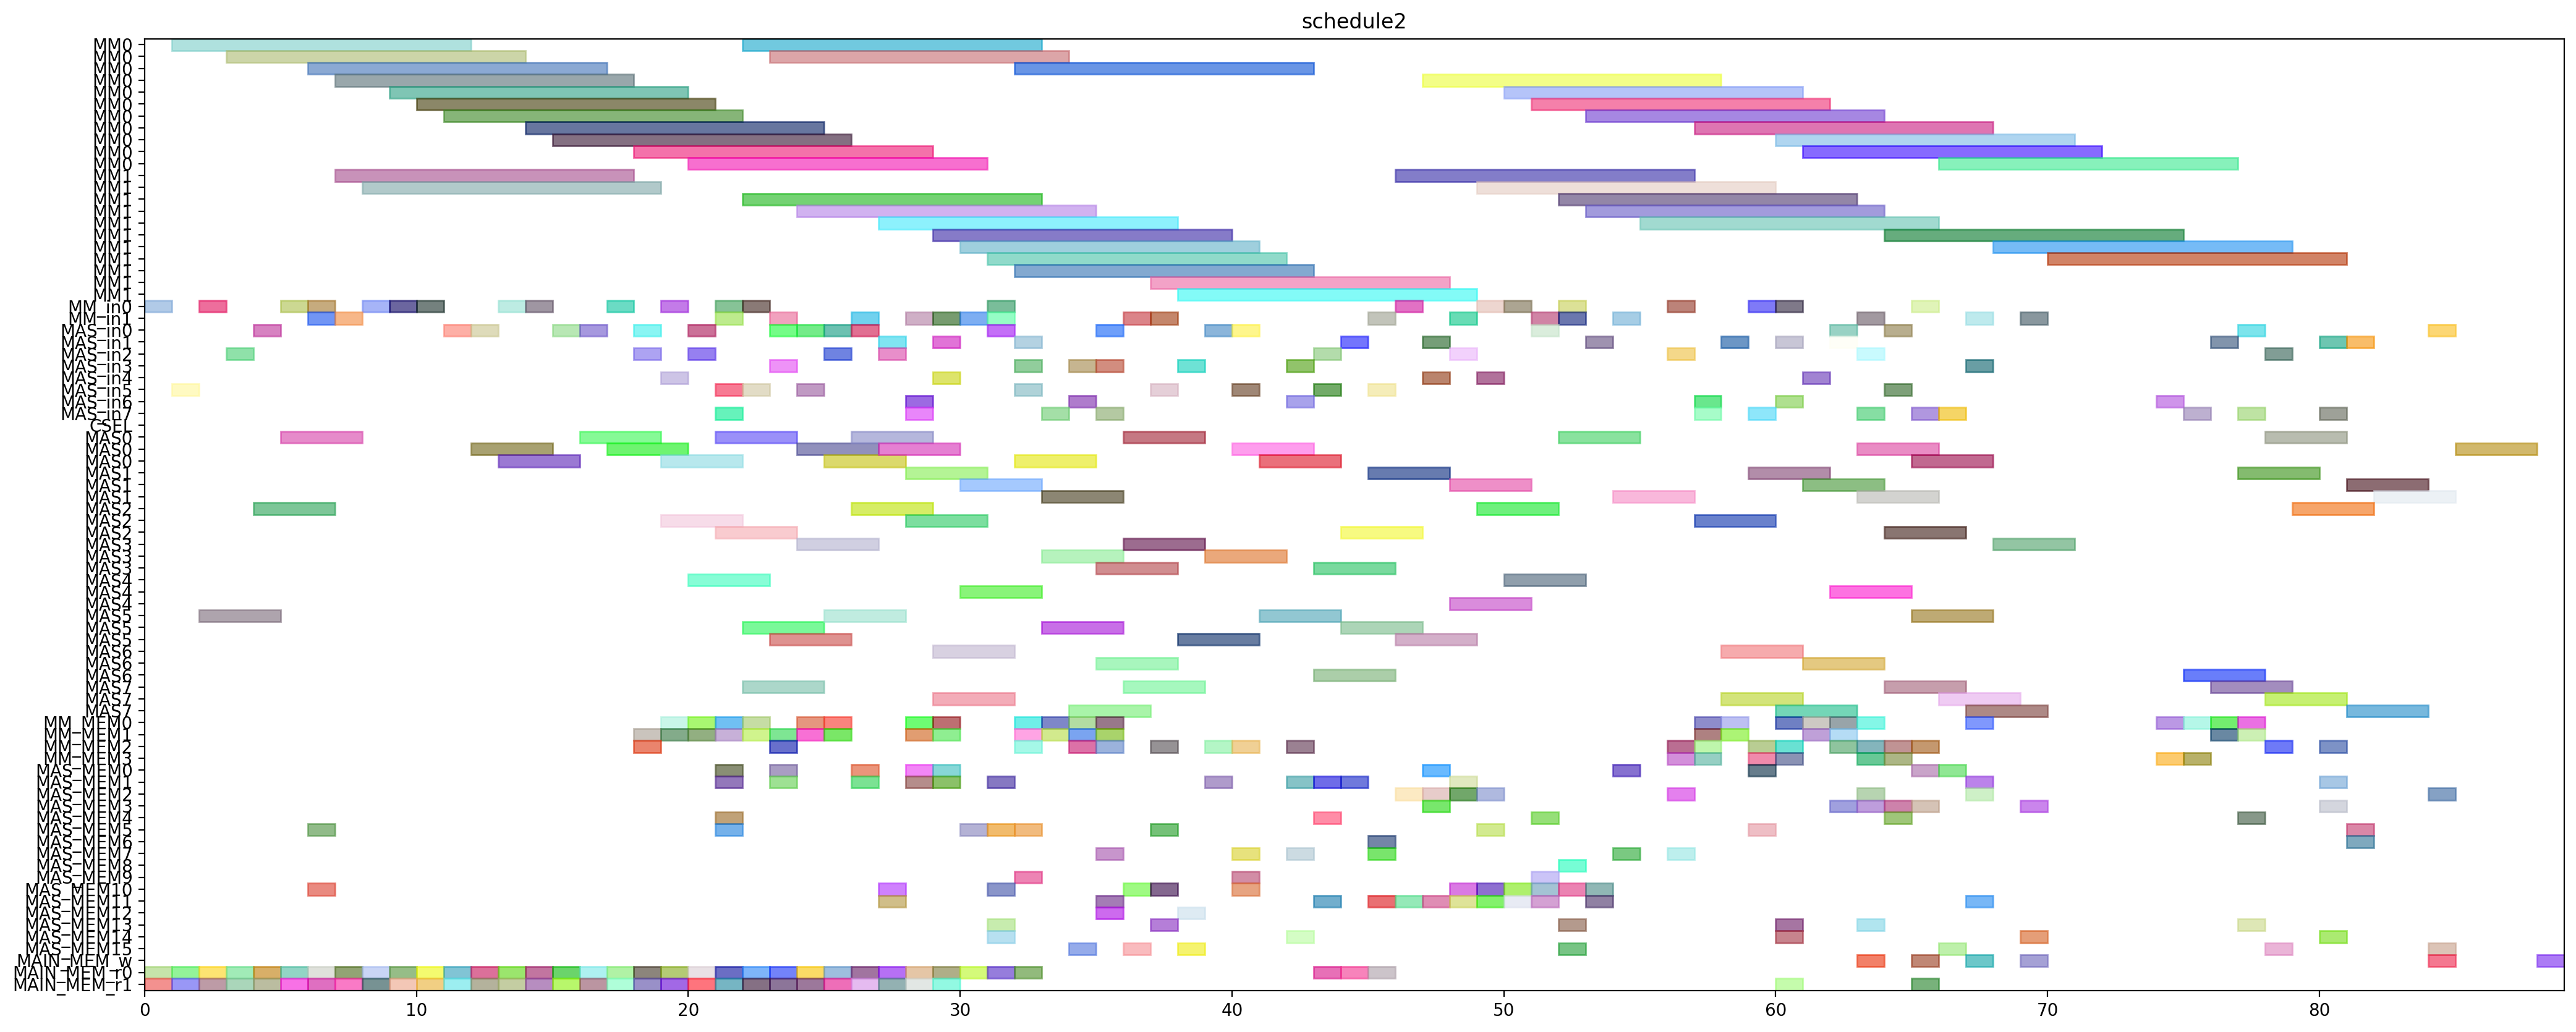 schedule2
MM0
MM0
MM0
MM0
MM0
MM0
MM0
MM0
MM0
MM0
MM0
MM1
MM1
MM1
MM1
MM1
MM1
MM1
MM1
MM1
MM1
MM1
MM_in0
MM_in1
MAS_in0
MAS_in1
MAS_in2
MAS_in3
MAS_in4
MAS_in5
MAS_in6
MAS_in7
CSEL
MAS0
MAS0
MAS0
MAS1
MAS1
MAS1
MAS2
MAS2
MAS2
MAS3
MAS3
MAS3
MAS4
MAS4
MAS4
MAS5
MAS5
MAS5
MAS6
MAS6
MAS6
MAS7
MAS7
MAS7
MM_MEM0
MM_MEM1
MM_MEM2
MM_MEM3
MAS_MEM0
MAS_MEM1
MAS_MEM2
MAS_MEM3
MAS_MEM4
MAS_MEM5
MAS_MEM6
MAS_MEM7
MAS_MEM8
MAS_MEM9
MAS_MEM10
MAS_MEM11
MAS_MEM12
MAS_MEM13
MAS_MEM14
MAS_MEM15
MAIN_MEM_w
MAIN_MEM_r0
MAIN_MEM_r1
0 10 20 30 40 50 60 70 80